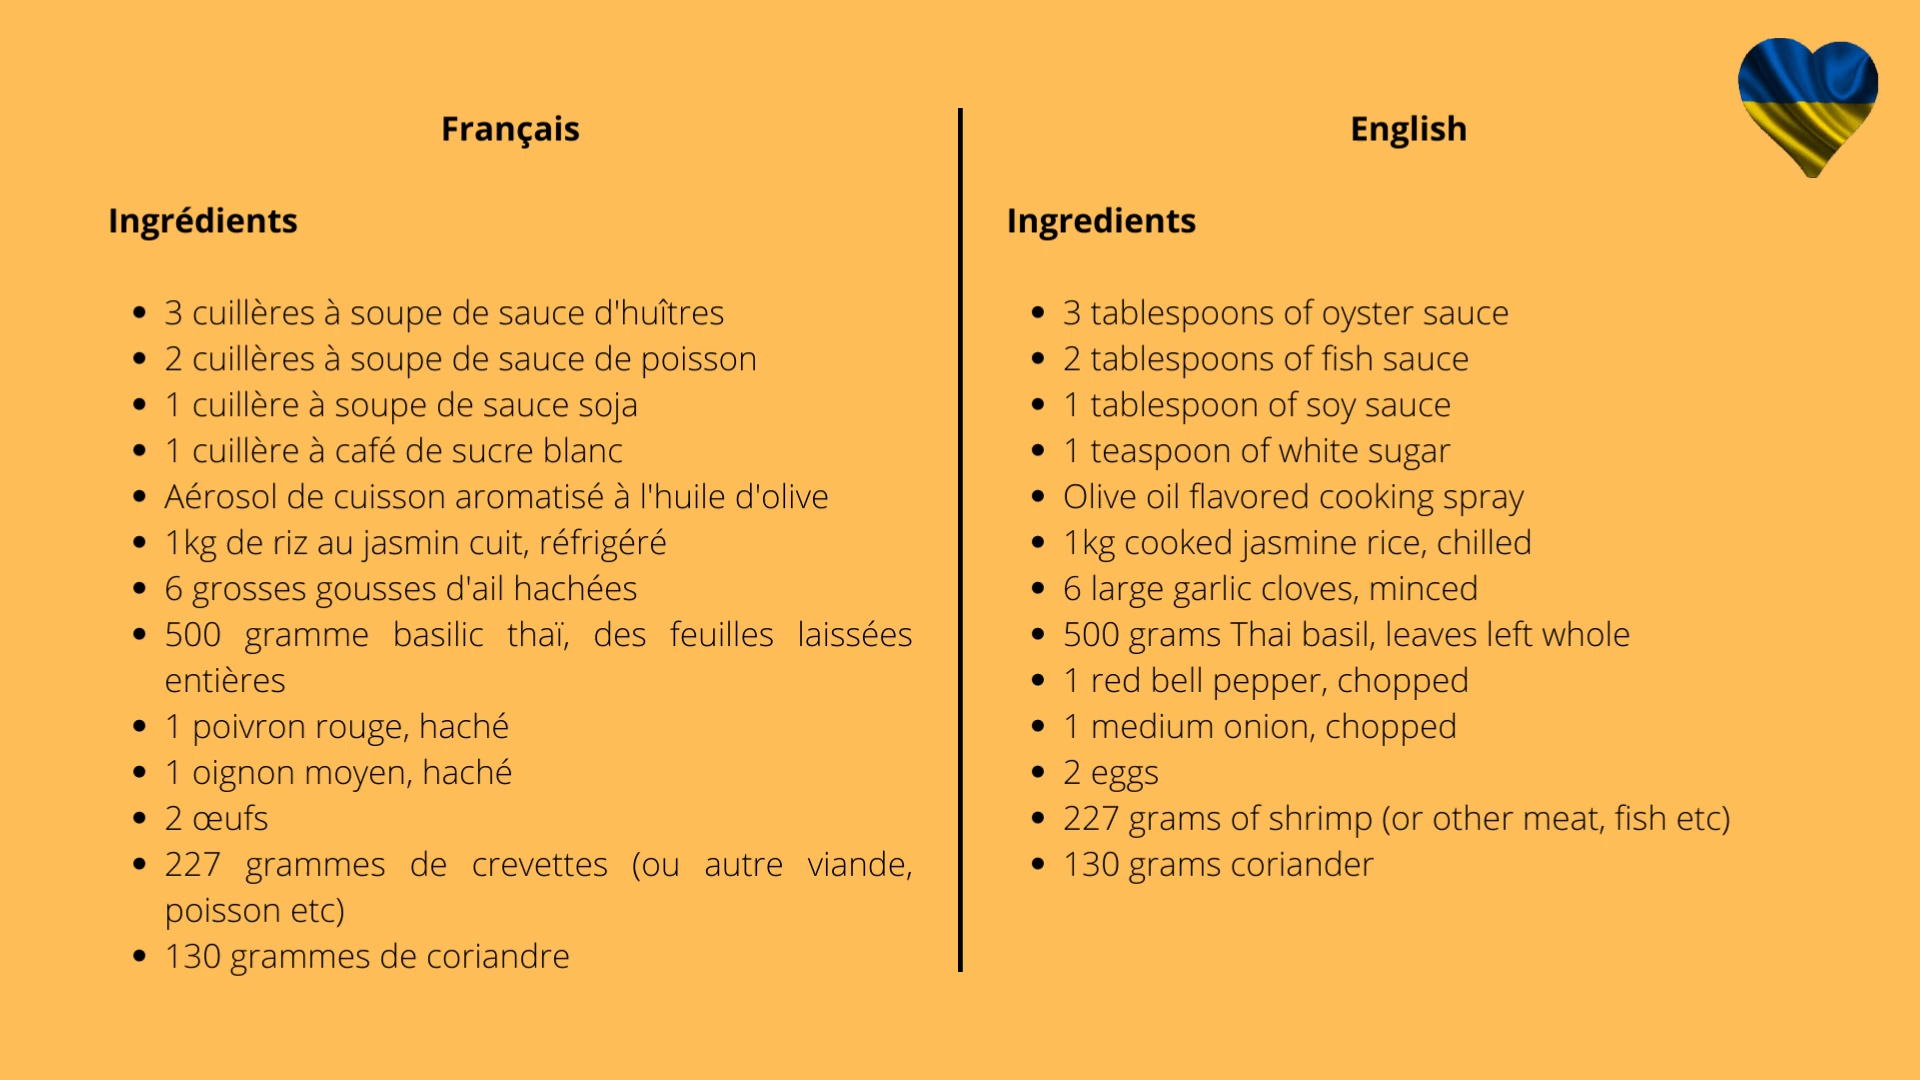 Français
Ingrédients
• 3 cuillères à soupe de sauce d'huîtres
• 2 cuillères à soupe de sauce de poisson
• 1 cuillère à soupe de sauce soja
• 1 cuillère à café de sucre blanc
• Aérosol de cuisson aromatisé à l'huile d'olive
• 1kg de riz au jasmin cuit, réfrigéré
• 6 grosses gousses d'ail hachées
• 500 gramme basilic thaï, des feuilles laissées
entières
• 1 poivron rouge, haché
• 1 oignon moyen, haché
• 2 œufs
• 227 grammes de crevettes (ou autre viande,
poisson etc)
• 130 grammes de coriandre
English
Ingredients
• 3 tablespoons of oyster sauce
• 2 tablespoons of fish sauce
• 1 tablespoon of soy sauce
• 1 teaspoon of white sugar
• Olive oil flavored cooking spray
• 1kg cooked jasmine rice, chilled
• 6 large garlic cloves, minced
• 500 grams Thai basil, leaves left whole
• 1 red bell pepper, chopped
• 1 medium onion, chopped
• 2 eggs
• 227 grams of shrimp (or other meat, fish etc)
• 130 grams coriander